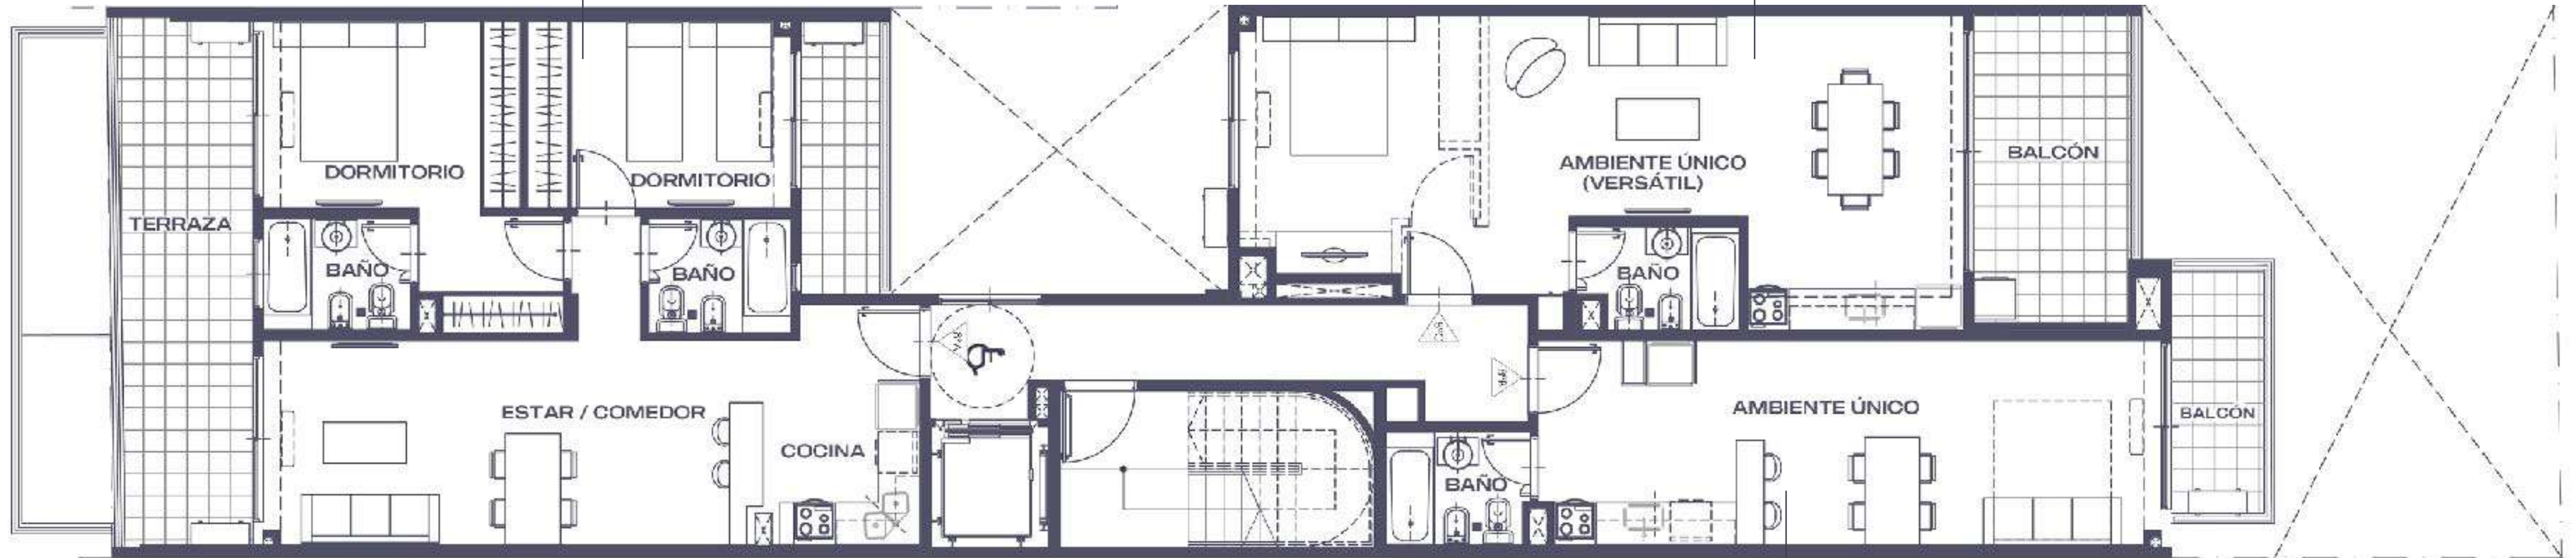 DORMITORIO
DORMITORIO
TERRAZA
BAÑO
BAÑO
ESTAR / COMEDOR
COCINA
AMBIENTE ÚNICO
(VERSÁTIL)
BALCÓN
BAÑO
AMBIENTE ÚNICO
BALCÓN
BAÑO